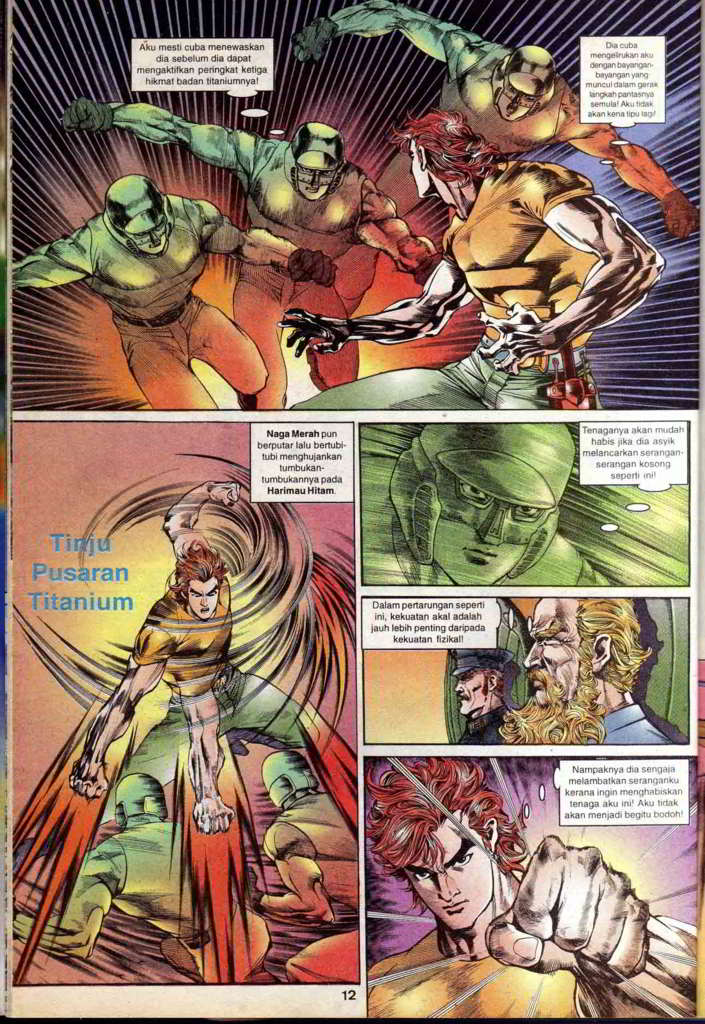 Aku mesti cuba menewaskan
dia sebelum dia dapat
mengaktifkan peringkat ketiga
hikmat badan titaniumnya!
Dia cuba
mengelirukan aku
dengan bayangan-
bayangan yang
muncul dalam gerak
langkah pantasnya
semula! Aku tidak
akan kena tipu lagi!
Naga Merah pun
berputar lalu bertubi-
tubi menghujankan
tumbukan-
tumbukannya pada
Harimau Hitam.
Tinju
Pusaran
Titanium
Tenaganya akan mudah
habis jika dia asyik
melancarkan serangan-
serangan kosong
seperti ini!
Dalam pertarungan seperti
ini, kekuatan akal adalah
jauh lebih penting daripada
kekuatan fizikal!
Nampaknya dia sengaja
melambatkan seranganku
kerana ingin menghabiskan
tenaga aku ini! Aku tidak
akan menjadi begitu bodoh!
12